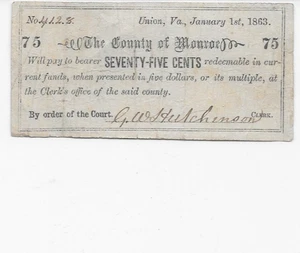 No. 4128. Union, Va., January 1st, 1863.
75 The County of Monroe 75
Will pay to bearer SEVENTY-FIVE CENTS redeemable in cur-
rent funds, when presented in five dollars, or its multiple, at
the Clerk's office of the said county.
By order of the Court. G. W. Hutchinson